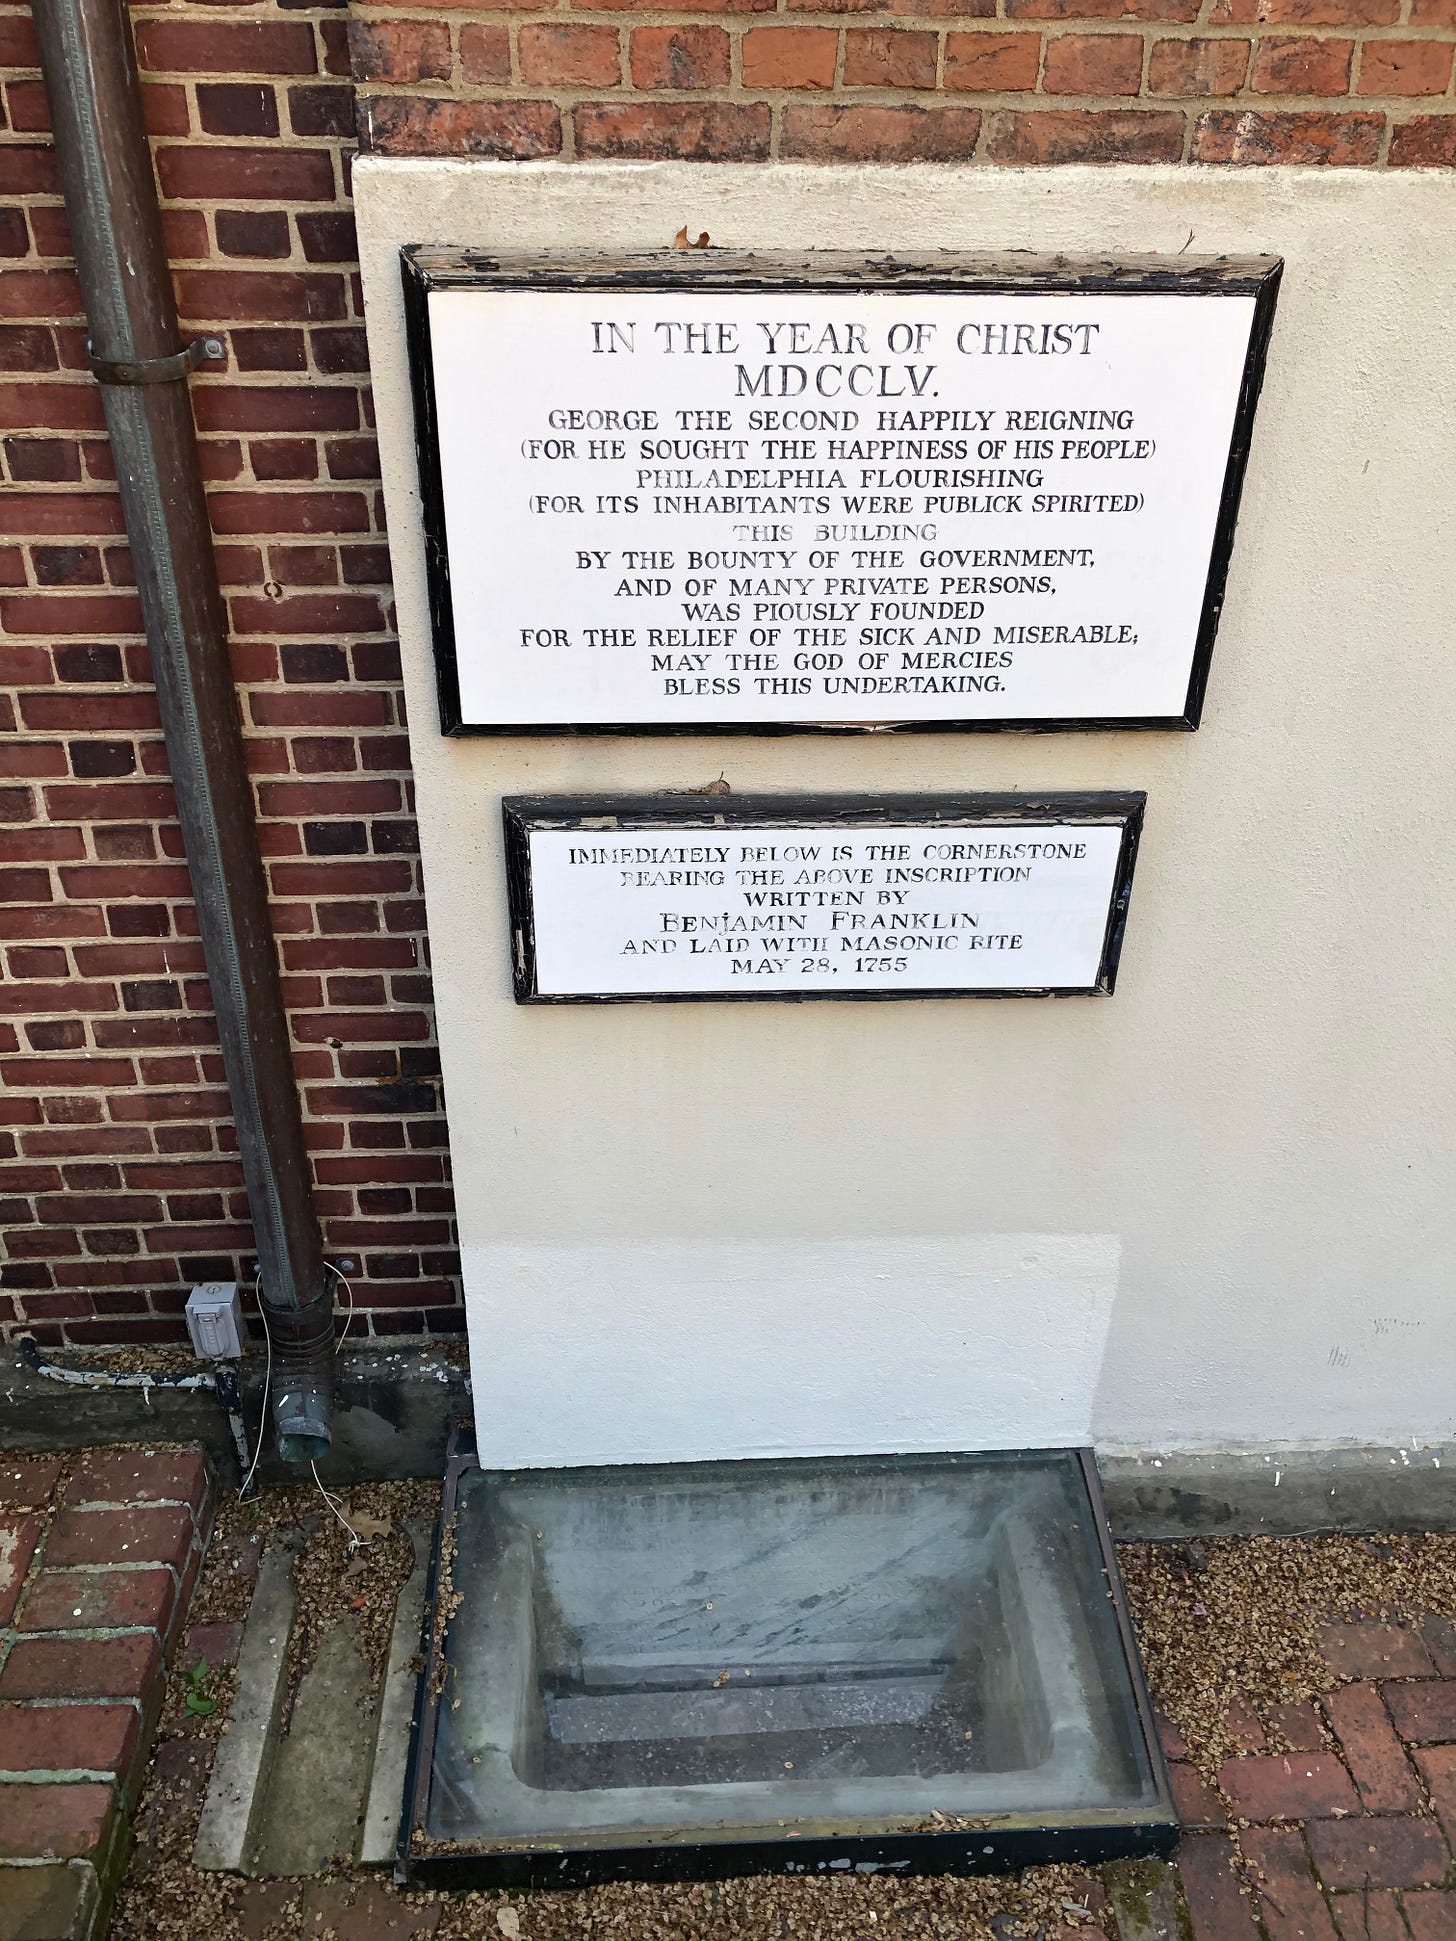 IN THE YEAR OF CHRIST
MDCCLV.
GEORGE THE SECOND HAPPILY REIGNING
(FOR HE SOUGHT THE HAPPINESS OF HIS PEOPLE)
PHILADELPHIA FLOURISHING
(FOR ITS INHABITANTS WERE PUBLICK SPIRITED)
THIS BUILDING
BY THE BOUNTY OF THE GOVERNMENT,
AND OF MANY PRIVATE PERSONS,
WAS PIOUSLY FOUNDED
FOR THE RELIEF OF THE SICK AND MISERABLE;
MAY THE GOD OF MERCIES
BLESS THIS UNDERTAKING.
IMMEDIATELY BELOW IS THE CORNERSTONE
BEARING THE ABOVE INSCRIPTION
WRITTEN BY
BENJAMIN FRANKLIN
AND LAID WITH MASONIC RITE
MAY 28, 1755